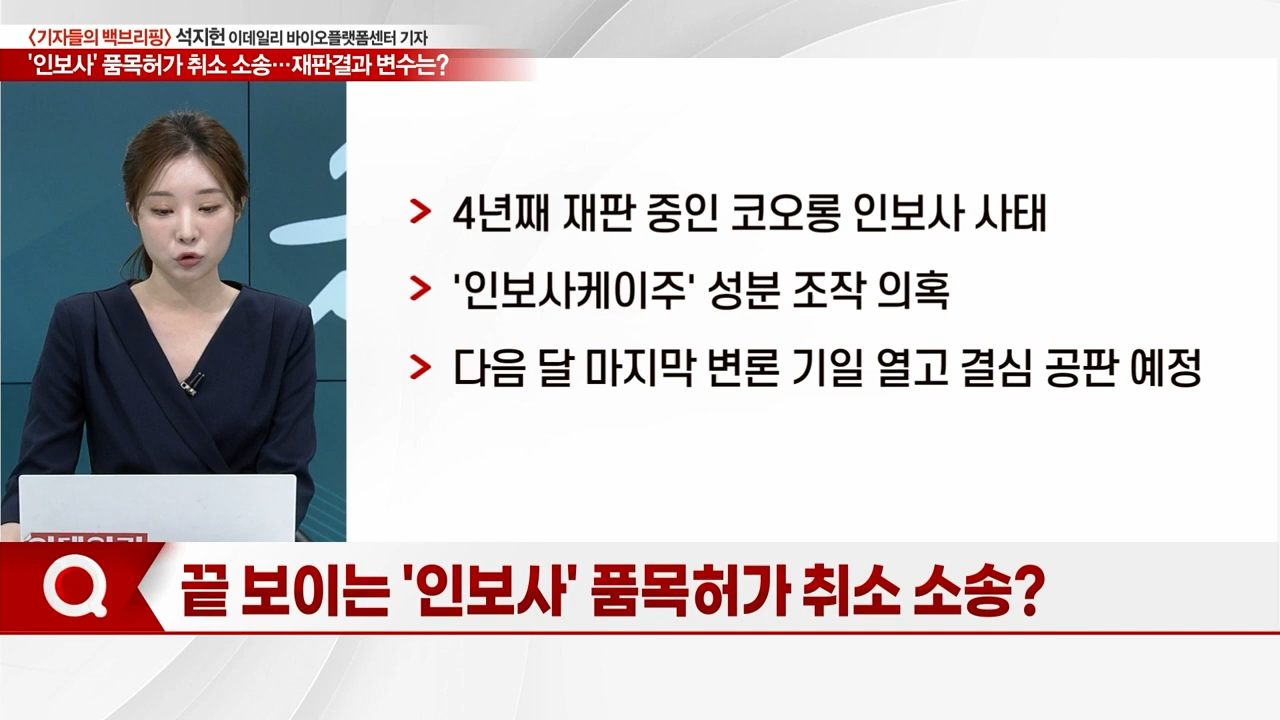 <기자들의 백브리핑> 석지헌 이데일리 바이오플랫폼센터 기자
'인보사' 품목허가 취소 소송…재판결과 변수는?
> 4년째 재판 중인 코오롱 인보사 사태
> '인보사케이주' 성분 조작 의혹
> 다음 달 마지막 변론 기일 열고 결심 공판 예정
끝 보이는 '인보사' 품목허가 취소 소송?